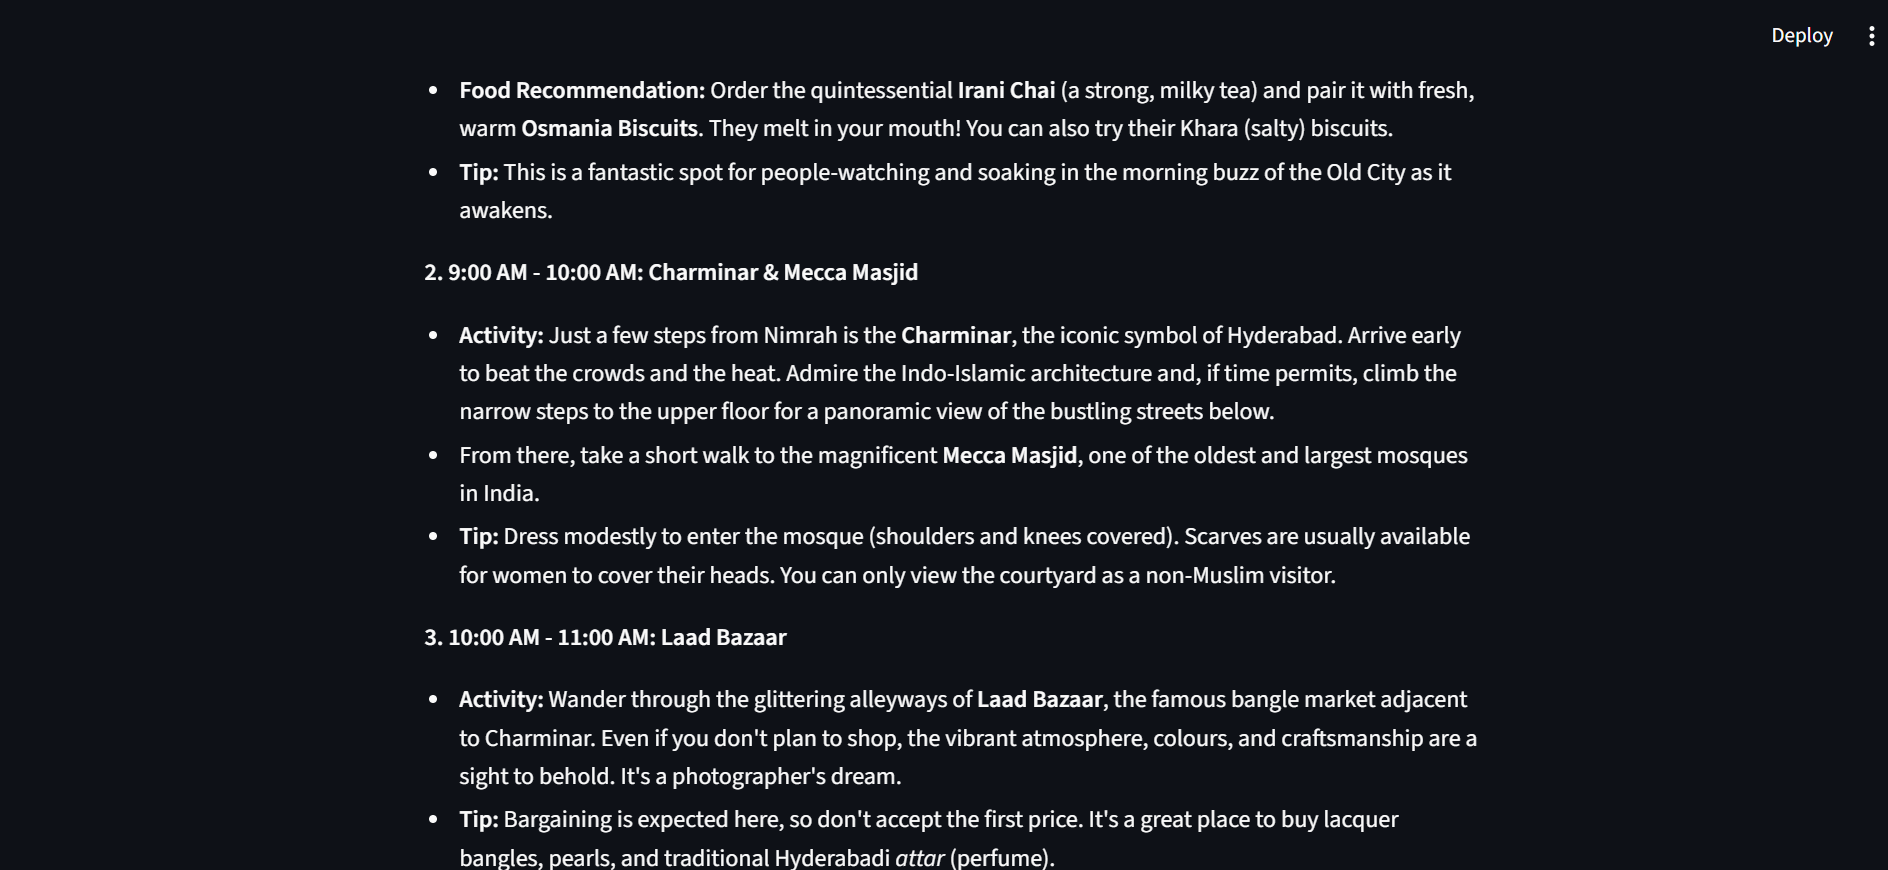 Deploy
Food Recommendation: Order the quintessential Irani Chai (a strong, milky tea) and pair it with fresh,
warm Osmania Biscuits. They melt in your mouth! You can also try their Khara (salty) biscuits.
Tip: This is a fantastic spot for people-watching and soaking in the morning buzz of the Old City as it
awakens.
2. 9:00 AM - 10:00 AM: Charminar & Mecca Masjid
Activity: Just a few steps from Nimrah is the Charminar, the iconic symbol of Hyderabad. Arrive early
to beat the crowds and the heat. Admire the Indo-Islamic architecture and, if time permits, climb the
narrow steps to the upper floor for a panoramic view of the bustling streets below.
From there, take a short walk to the magnificent Mecca Masjid, one of the oldest and largest mosques
in India.
Tip: Dress modestly to enter the mosque (shoulders and knees covered). Scarves are usually available
for women to cover their heads. You can only view the courtyard as a non-Muslim visitor.
3. 10:00 AM - 11:00 AM: Laad Bazaar
Activity: Wander through the glittering alleyways of Laad Bazaar, the famous bangle market adjacent
to Charminar. Even if you don't plan to shop, the vibrant atmosphere, colours, and craftsmanship are a
sight to behold. It's a photographer's dream.
Tip: Bargaining is expected here, so don't accept the first price. It's a great place to buy lacquer
bangles, pearls, and traditional Hyderabadi attar (perfume).